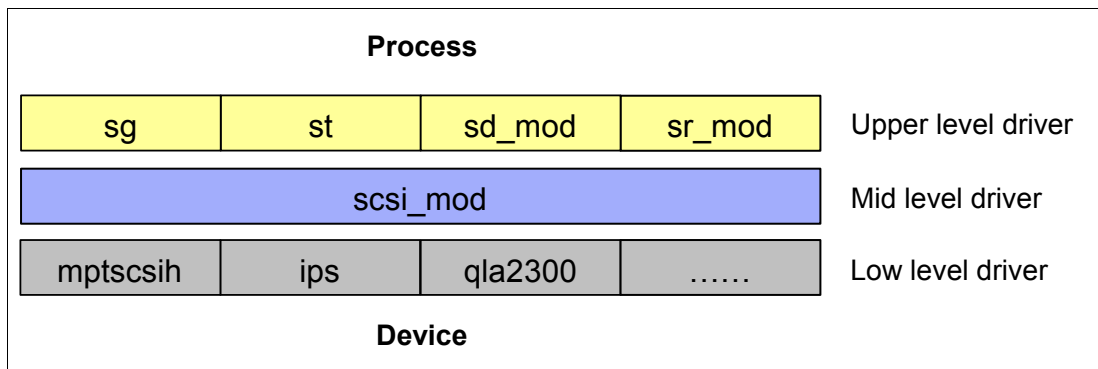 Process
sg st sd_mod sr_mod Upper level driver
scsi_mod Mid level driver
mptscsih ips qla2300 ...... Low level driver
Device